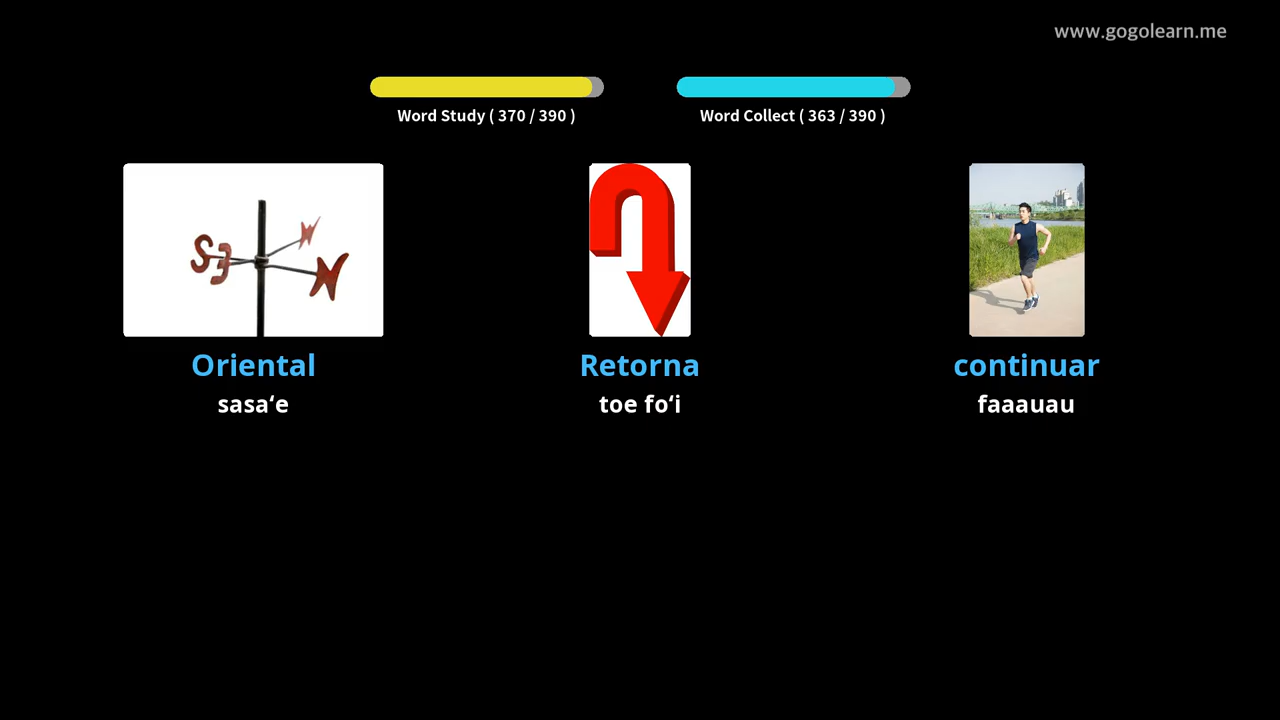 www.gogolearn.me
Word Study ( 370 / 390 )
Word Collect ( 363 / 390 )
S
E
W
N
Oriental
Retorna
continuar
sasaʻe
toe foʻi
faaauau